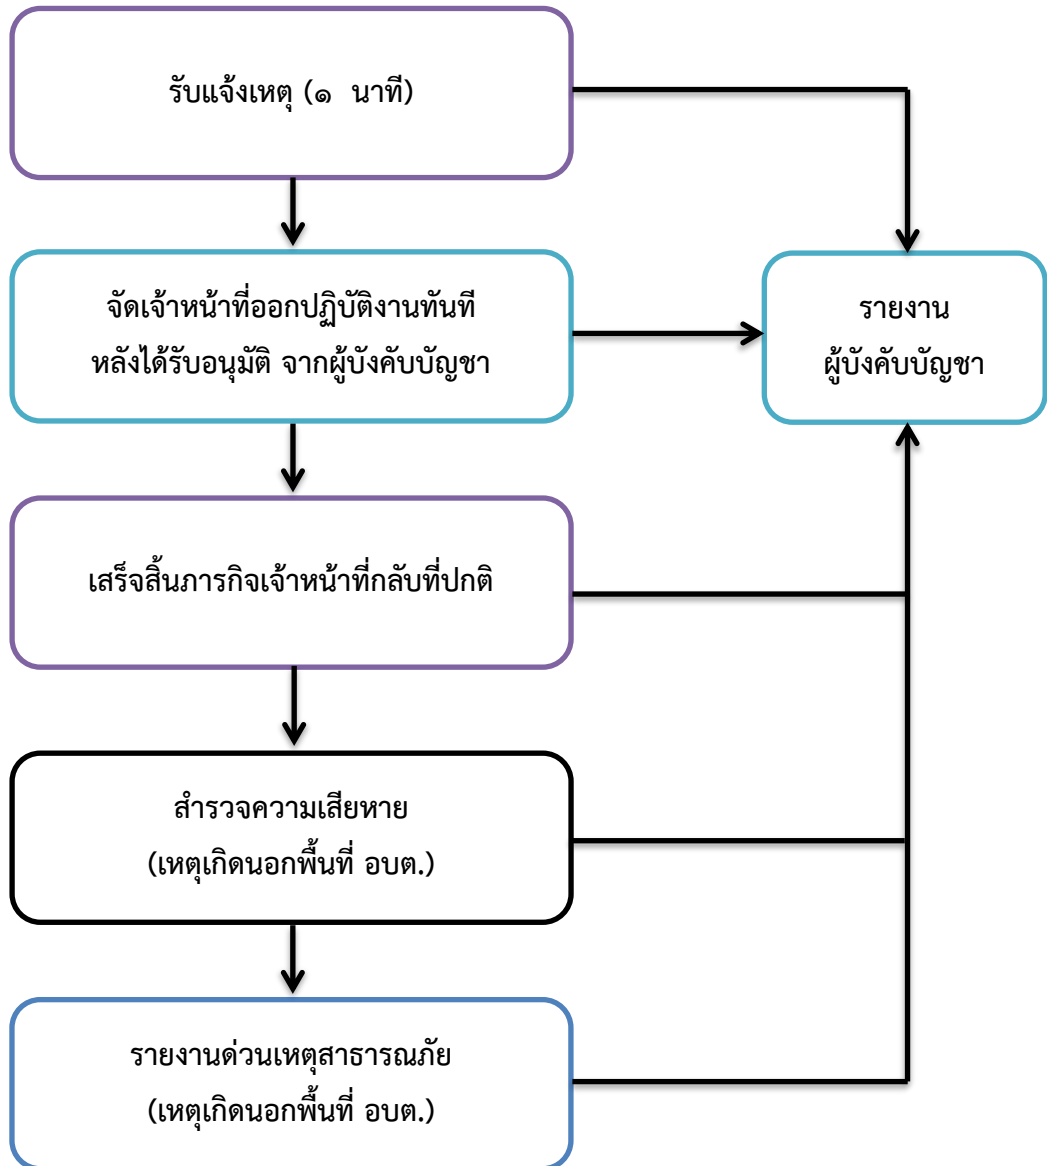 รับแจ้งเหตุ (๑ นาที)
จัดเจ้าหน้าที่ออกปฏิบัติงานทันที
หลังได้รับอนุมัติ จากผู้บังคับบัญชา
รายงาน
ผู้บังคับบัญชา
เสร็จสิ้นภารกิจเจ้าหน้าที่กลับที่ปกติ
สำรวจความเสียหาย
(เหตุเกิดนอกพื้นที่ อบต.)
รายงานด่วนเหตุสาธารณภัย
(เหตุเกิดนอกพื้นที่ อบต.)